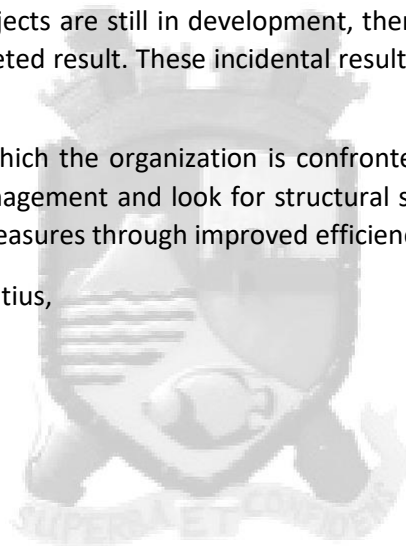 jects are still in development, ther
eted result. These incidental result
hich the organization is confronte
nagement and look for structural s
easures through improved efficienc
tius,
SUPERBA ET CONFIDENS